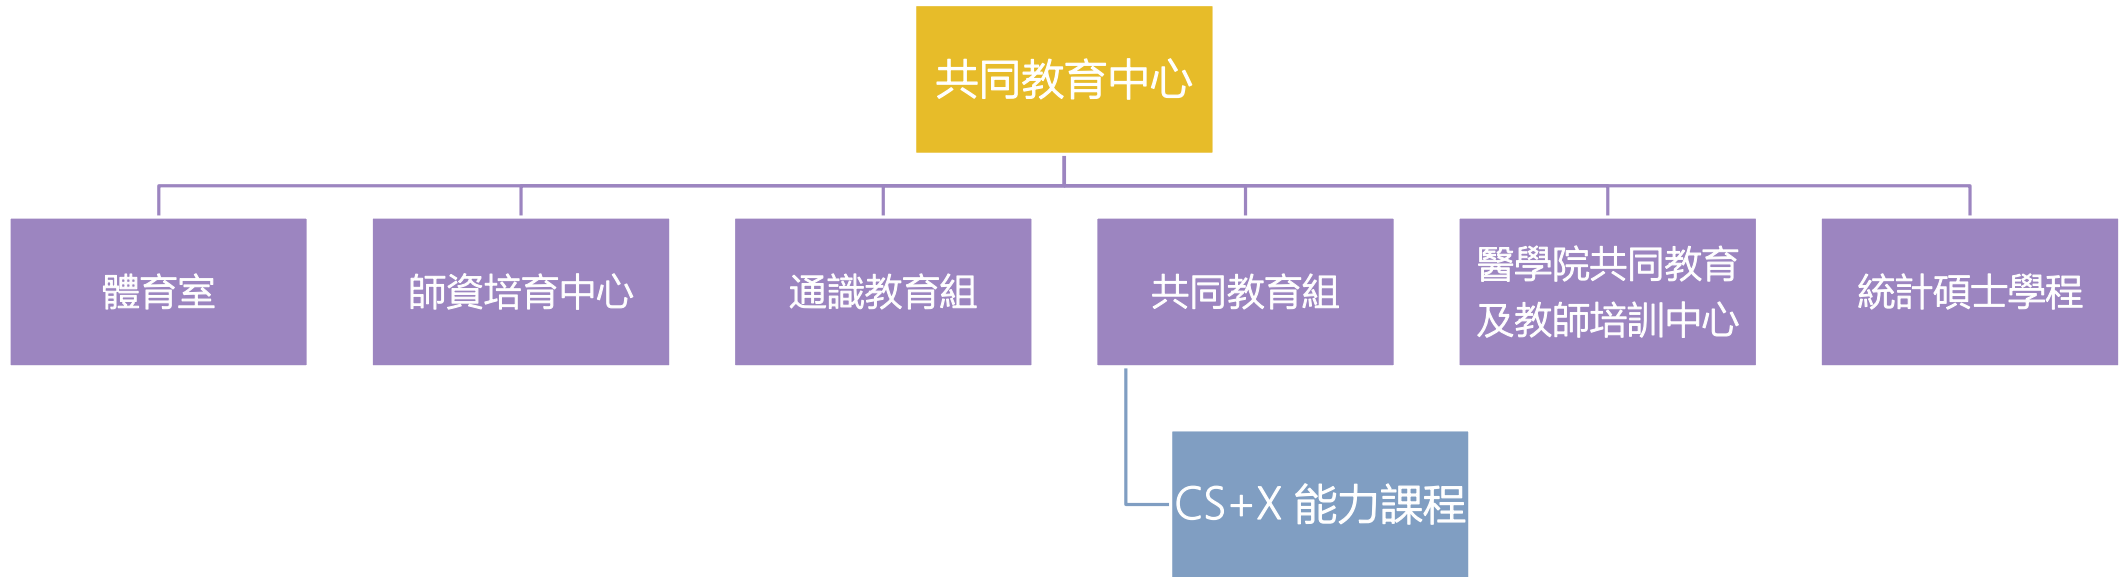 共同教育中心
體育室
師資培育中心
通識教育組
共同教育組
醫學院共同教育
及教師培訓中心
統計碩士學程
CS+X 能力課程